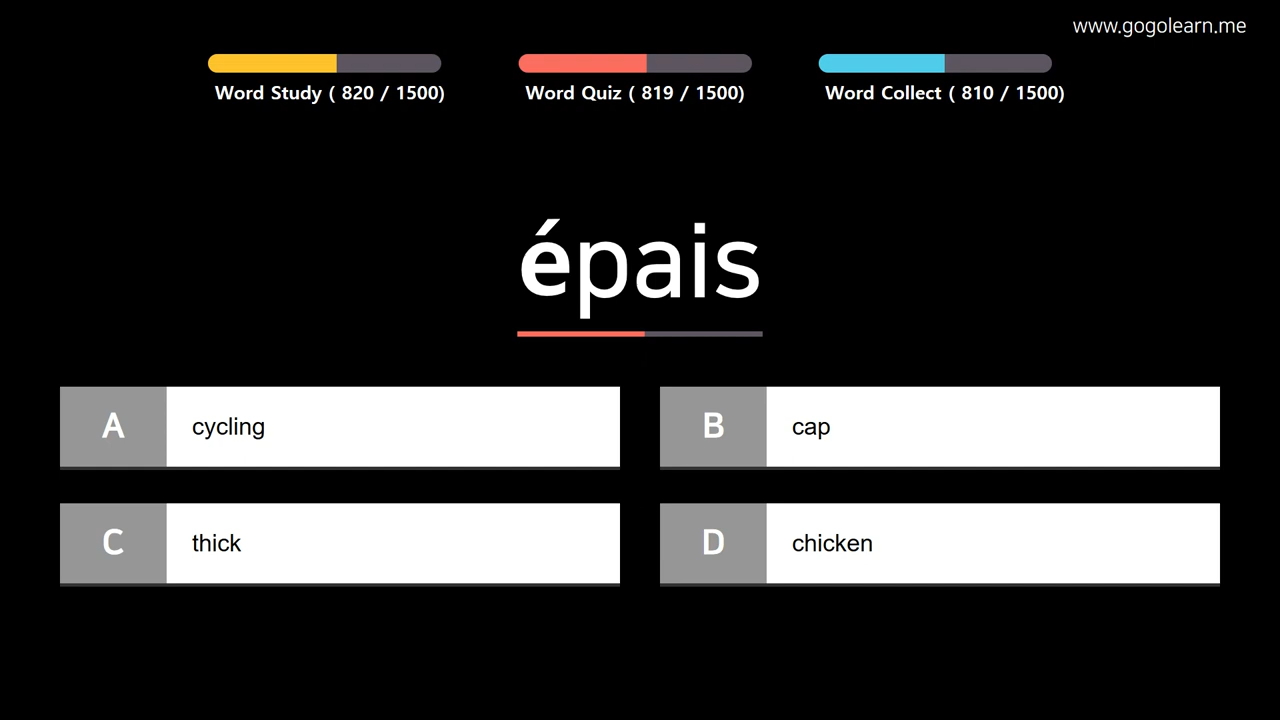 www.gogolearn.me
Word Study ( 820 / 1500)
Word Quiz ( 819 / 1500)
Word Collect ( 810 / 1500)
épais
A cycling
B cap
C thick
D chicken